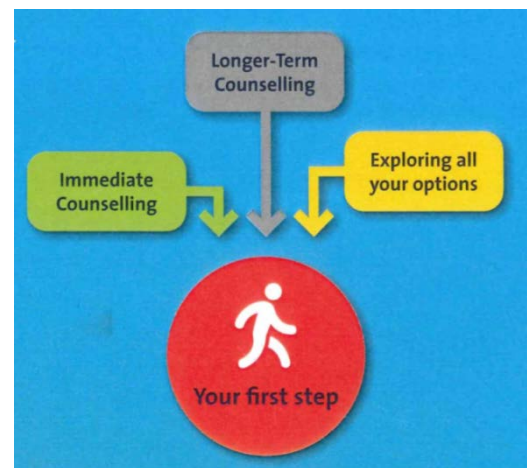 Longer-Term
Counselling
Immediate
Counselling
Exploring all
your options
Your first step